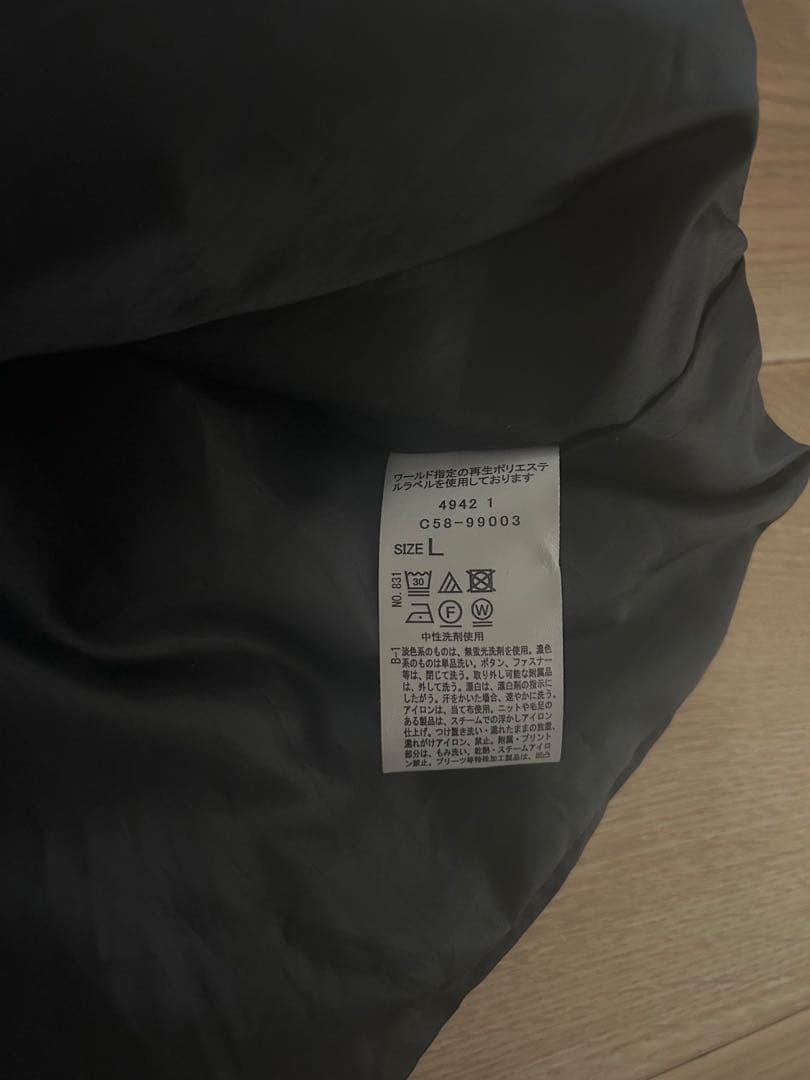 ワールド指定の再生ポリエステ
ルラベルを使用しております
4942 1
C58-99003
SIZE L
NO. 831
30
F
W
中性洗剤使用
B-1
淡色系のものは、無蛍光洗剤を使用。濃色
系のものは単品洗い。ボタン、ファスナー
等は、閉じて洗う。取り外し可能な附属品
は、外して洗う。漂白は、漂白剤の指示に
したがう。汗をかいた場合、速やかに洗う。
アイロンは、当て布使用。ニットや毛足の
ある製品は、スチームでの浮かしアイロン
仕上げ。つけ置き洗い・濡れたままの放置、
濡れがけアイロン、禁止。附属・プリント
部分は、もみ洗い、乾熱・スチームアイロ
ン禁止。プリーツ等特殊加工製品は、